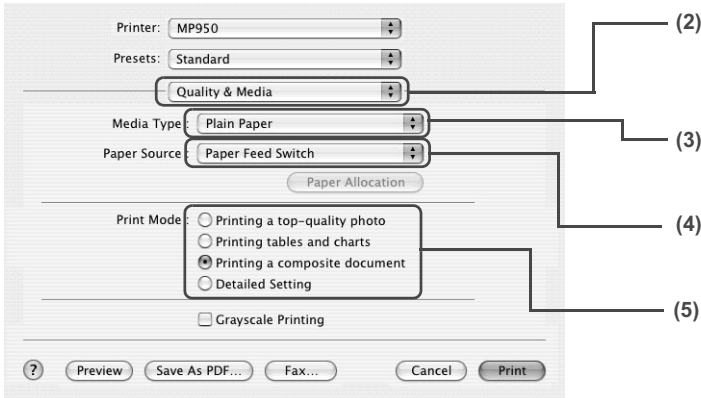 Printer: MP950
(2)
Presets: Standard
Quality & Media
Media Type: Plain Paper
(3)
Paper Source: Paper Feed Switch
Paper Allocation
(4)
Print Mode: Printing a top-quality photo
Printing tables and charts
Printing a composite document
Detailed Setting
(5)
Grayscale Printing
? Preview Save As PDF... Fax... Cancel Print